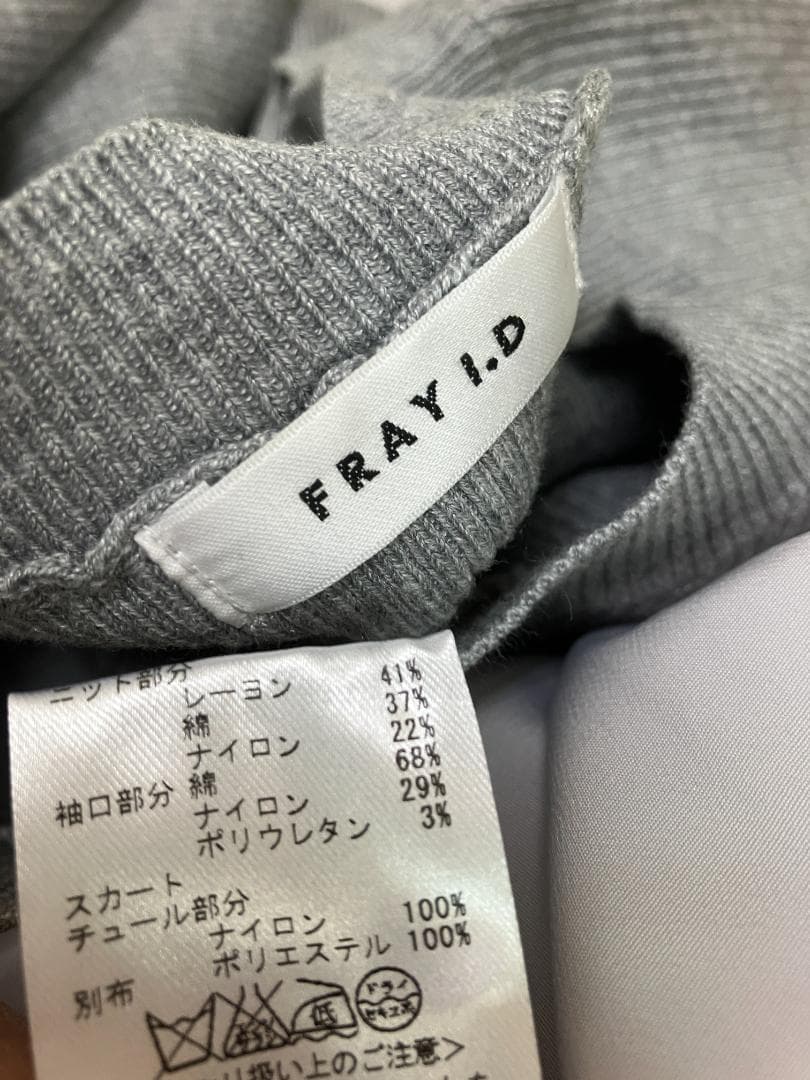 FRAY I.D
ニット部分
レーヨン 41%
綿 37%
ナイロン 22%
袖口部分 綿 68%
ナイロン 29%
ポリウレタン 3%
スカート
チュール部分
ナイロン 100%
ポリエステル 100%
別布
低
ドライ
セキユ系
り扱い上のご注意>